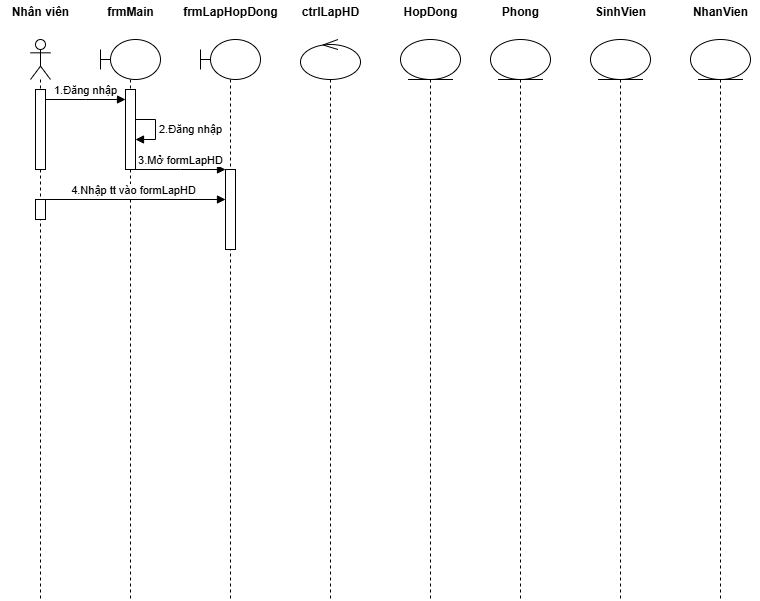 Nhân viên
frmMain
frmLapHopDong
ctrlLapHD
HopDong
Phong
SinhVien
NhanVien
1.Đăng nhập
2.Đăng nhập
3.Mở formLapHD
4.Nhập tt vào formLapHD